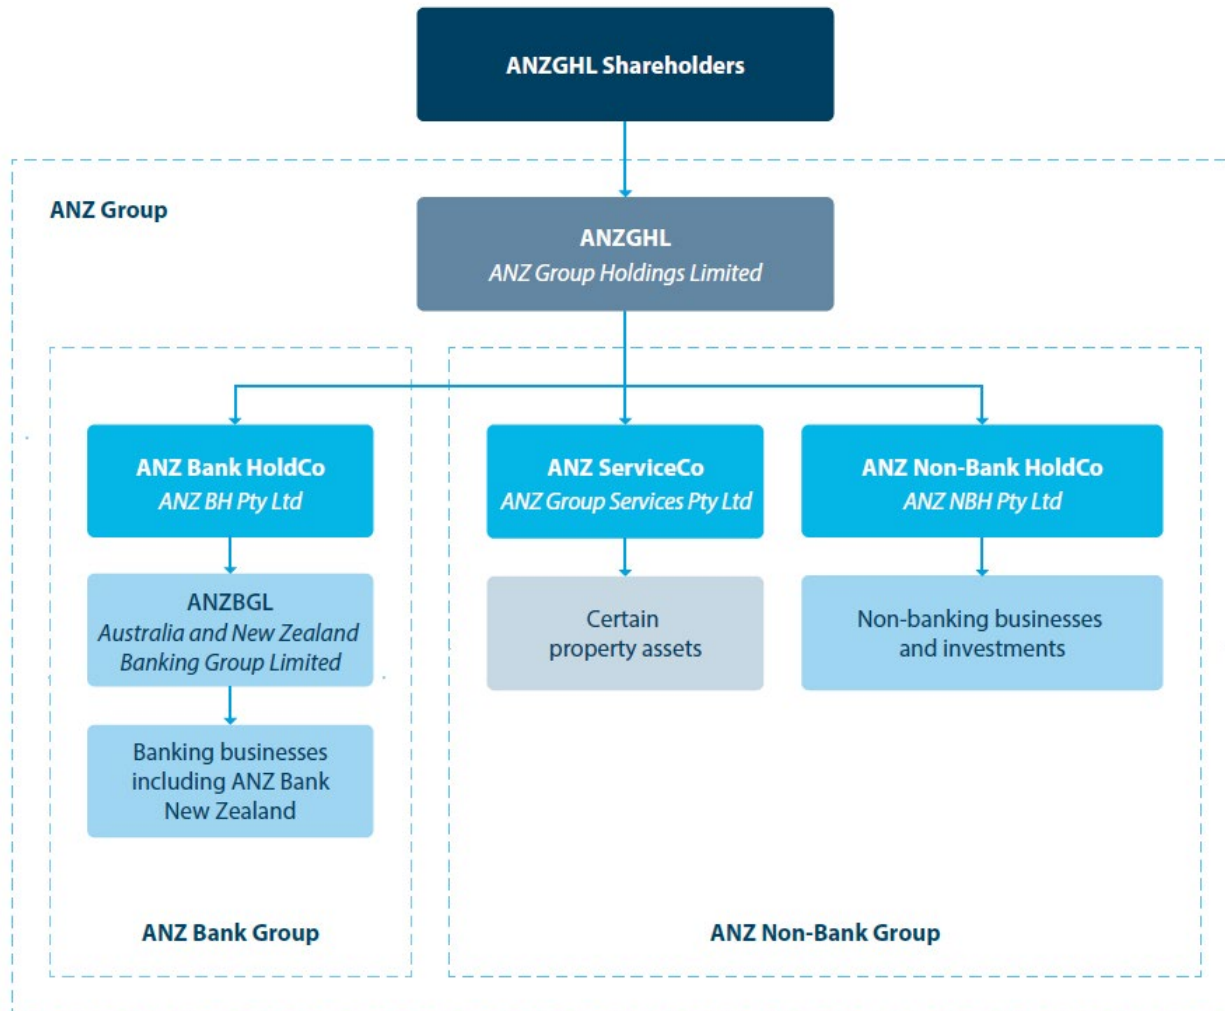 ANZGHL Shareholders
ANZ Group
ANZGHL
ANZ Group Holdings Limited
ANZ Bank HoldCo
ANZ BH Pty Ltd
ANZ ServiceCo
ANZ Group Services Pty Ltd
ANZ Non-Bank HoldCo
ANZ NBH Pty Ltd
ANZBGL
Australia and New Zealand
Banking Group Limited
Certain
property assets
Non-banking businesses
and investments
Banking businesses
including ANZ Bank
New Zealand
ANZ Bank Group
ANZ Non-Bank Group